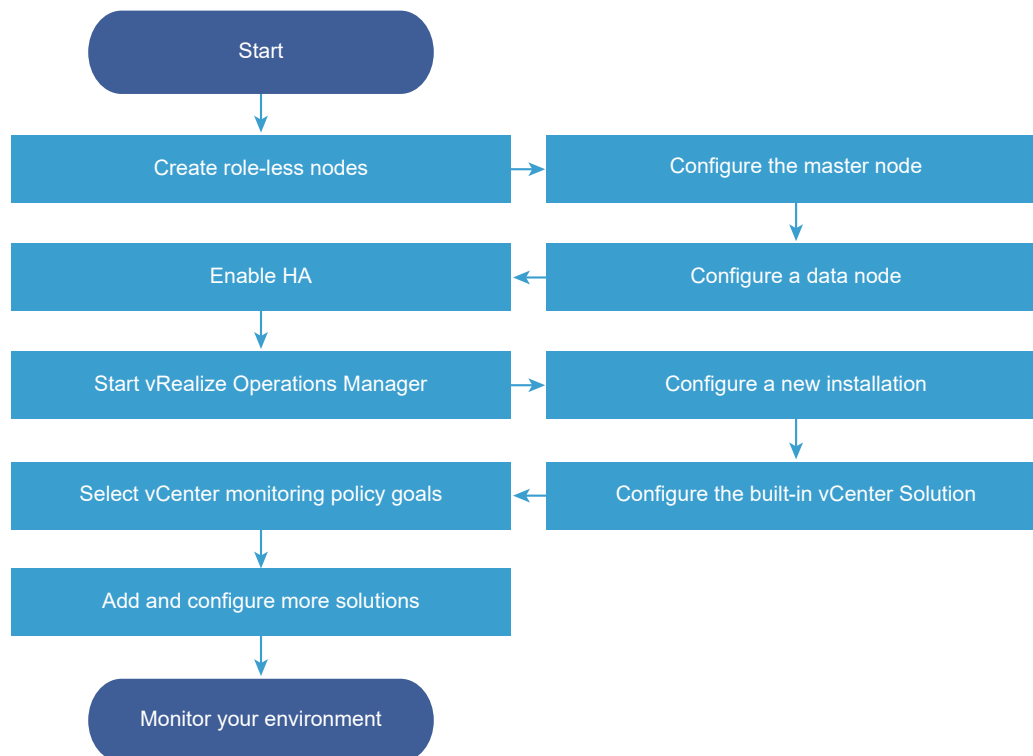 Start
Create role-less nodes
Configure the master node
Configure a data node
Enable HA
Start vRealize Operations Manager
Configure a new installation
Configure the built-in vCenter Solution
Select vCenter monitoring policy goals
Add and configure more solutions
Monitor your environment